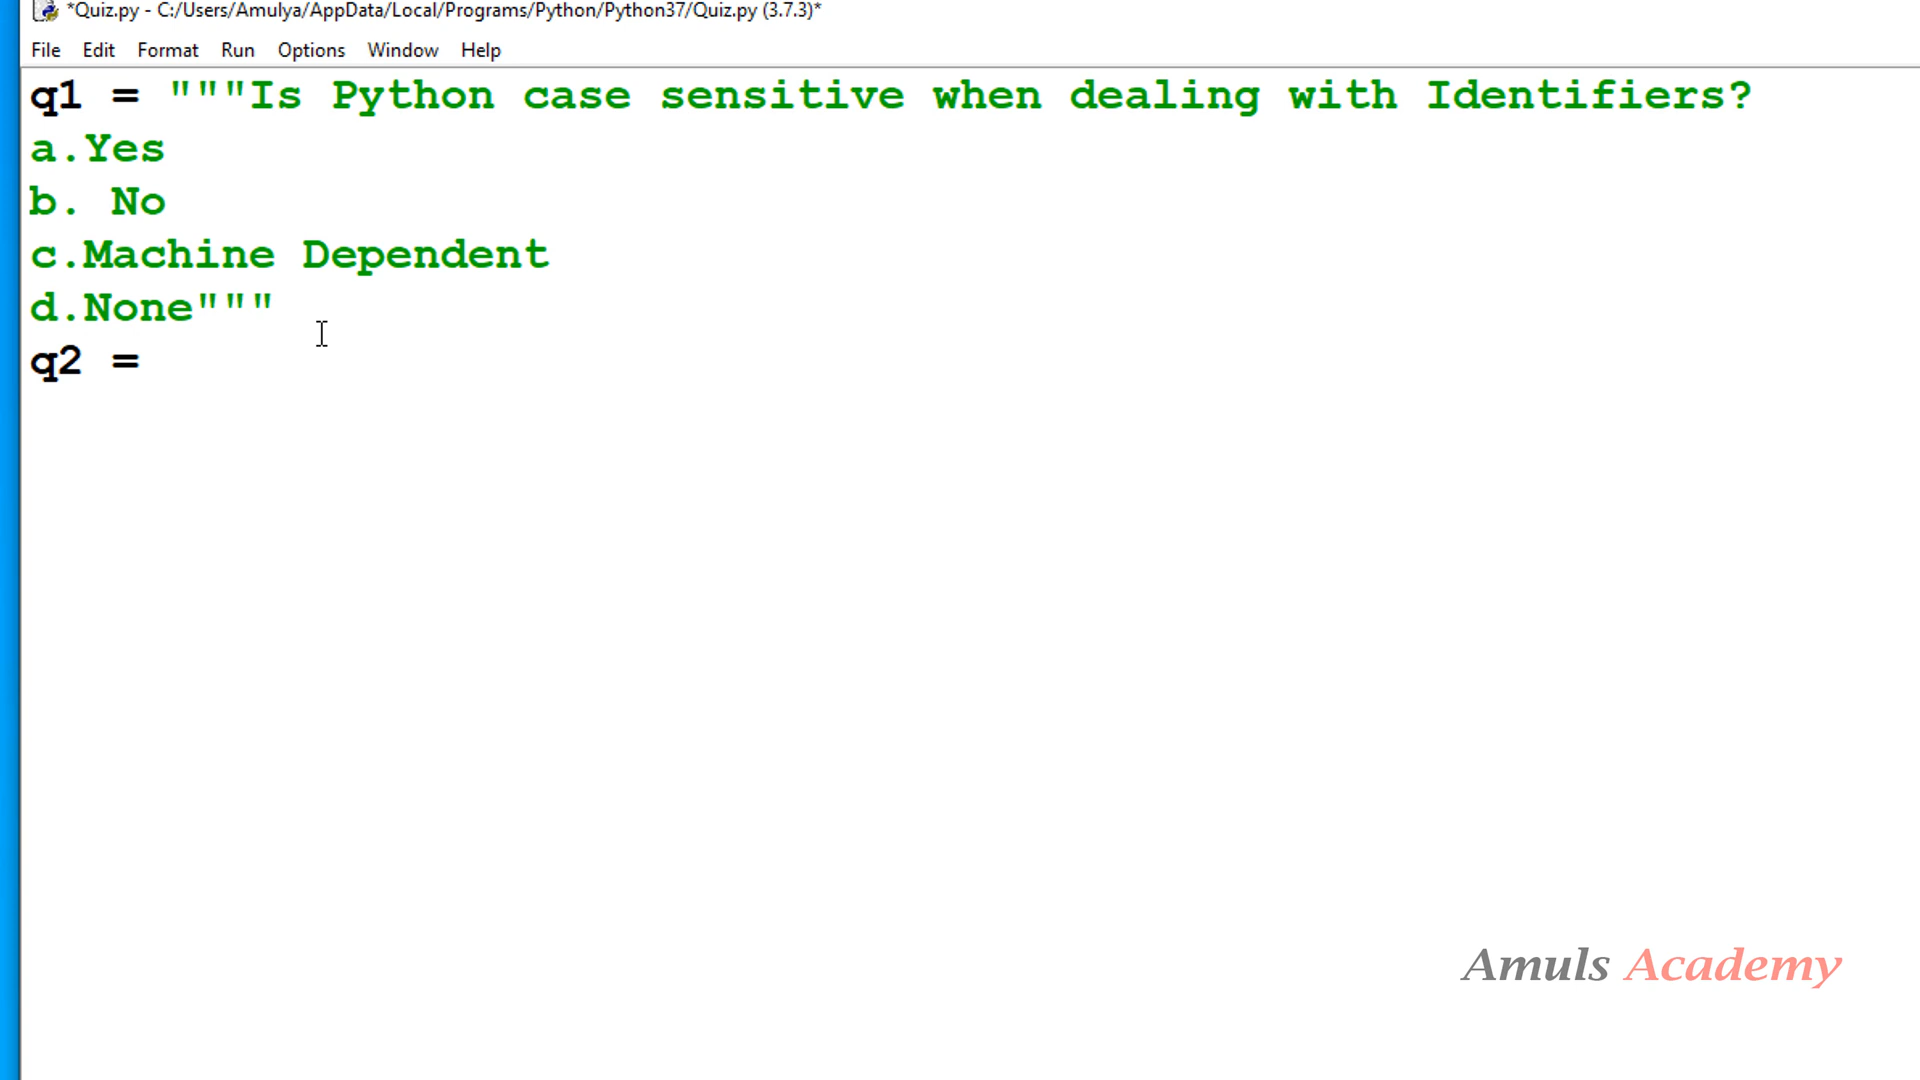 *Quiz.py - C:/Users/Amulya/AppData/Local/Programs/Python/Python37/Quiz.py (3.7.3)*
File Edit Format Run Options Window Help
q1 = """Is Python case sensitive when dealing with Identifiers?
a.Yes
b. No
c.Machine Dependent
d.None"""
q2 =
Amuls Academy